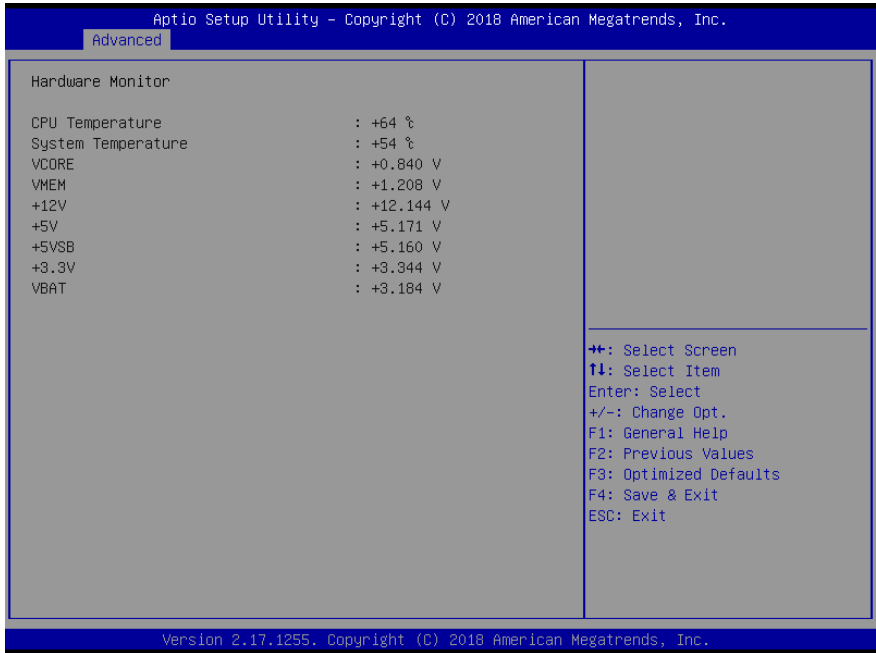 Aptio Setup Utility – Copyright (C) 2018 American Megatrends, Inc.
Advanced
Hardware Monitor
CPU Temperature : +64 ℃
System Temperature : +54 ℃
VCORE : +0.840 V
VMEM : +1.208 V
+12V : +12.144 V
+5V : +5.171 V
+5VSB : +5.160 V
+3.3V : +3.344 V
VBAT : +3.184 V
→←: Select Screen
↑↓: Select Item
Enter: Select
+/-: Change Opt.
F1: General Help
F2: Previous Values
F3: Optimized Defaults
F4: Save & Exit
ESC: Exit
Version 2.17.1255. Copyright (C) 2018 American Megatrends, Inc.